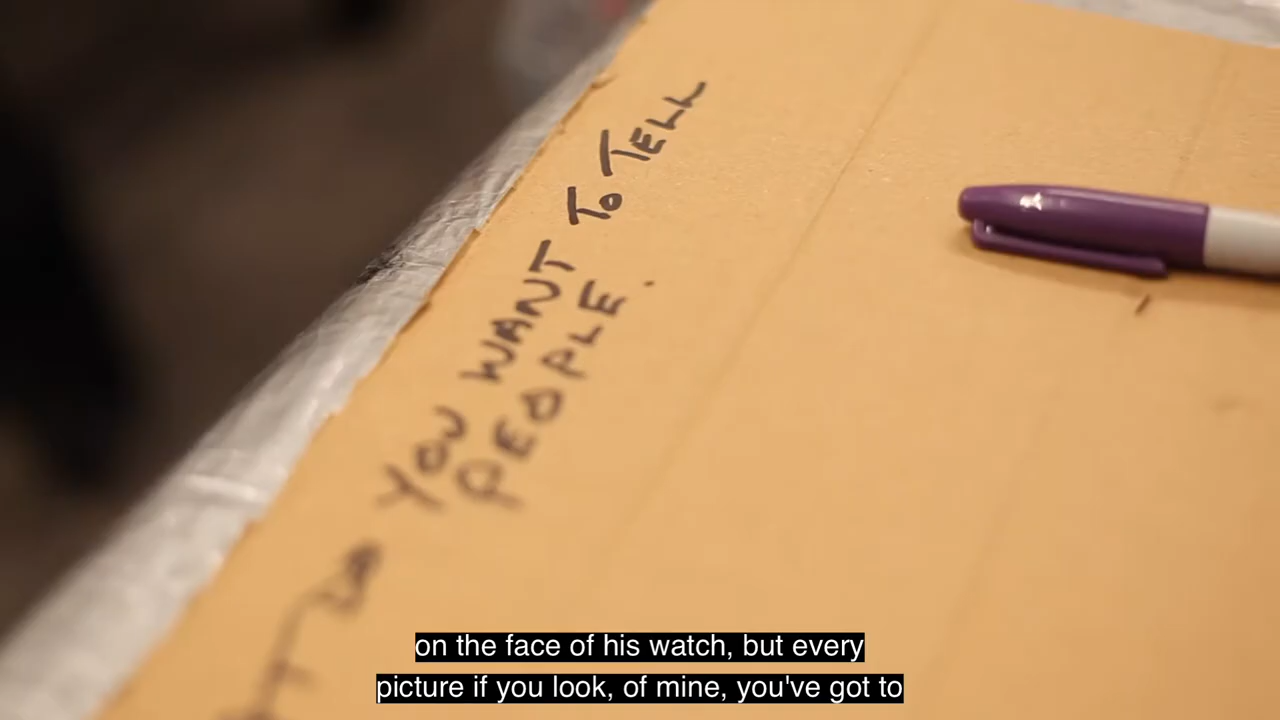 DO YOU WANT TO TELL
PEOPLE.
on the face of his watch, but every
picture if you look, of mine, you've got to